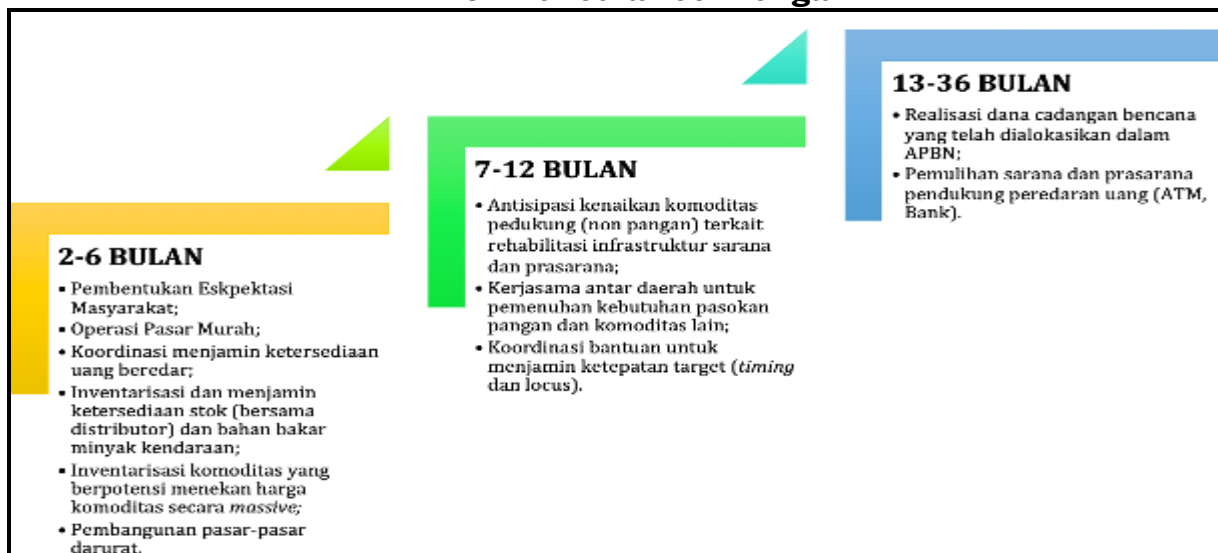 2-6 BULAN
• Pembentukan Eskpektasi
Masyarakat;
• Operasi Pasar Murah;
• Koordinasi menjamin ketersediaan
uang beredar;
• Inventarisasi dan menjamin
ketersediaan stok (bersama
distributor) dan bahan bakar
minyak kendaraan;
• Inventarisasi komoditas yang
berpotensi menekan harga
komoditas secara massive;
• Pembangunan pasar-pasar
darurat.
7-12 BULAN
• Antisipasi kenaikan komoditas
pedukung (non pangan) terkait
rehabilitasi infrastruktur sarana
dan prasarana;
• Kerjasama antar daerah untuk
pemenuhan kebutuhan pasokan
pangan dan komoditas lain;
• Koordinasi bantuan untuk
menjamin ketepatan target (timing
dan locus).
13-36 BULAN
• Realisasi dana cadangan bencana
yang telah dialokasikan dalam
APBN;
• Pemulihan sarana dan prasarana
pendukung peredaran uang (ATM,
Bank).